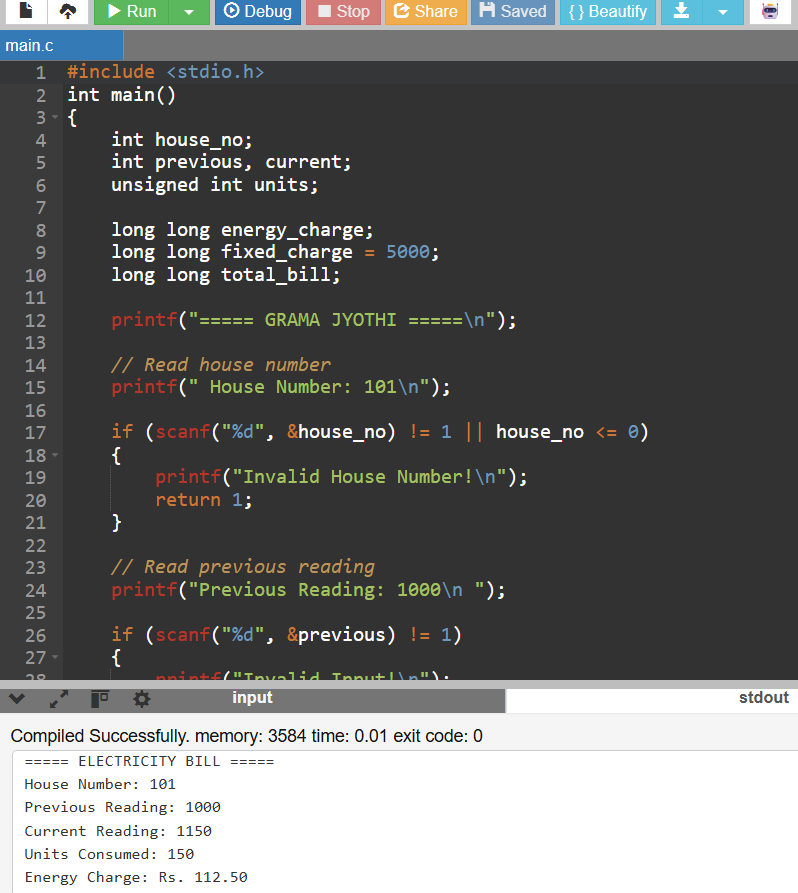 Run Debug Stop Share Saved { } Beautify
main.c
1 #include <stdio.h>
2 int main()
3 {
4     int house_no;
5     int previous, current;
6     unsigned int units;
7
8     long long energy_charge;
9     long long fixed_charge = 5000;
10     long long total_bill;
11
12     printf("===== GRAMA JYOTHI =====\n");
13
14     // Read house number
15     printf(" House Number: 101\n");
16
17     if (scanf("%d", &house_no) != 1 || house_no <= 0)
18     {
19         printf("Invalid House Number!\n");
20         return 1;
21     }
22
23     // Read previous reading
24     printf("Previous Reading: 1000\n ");
25
26     if (scanf("%d", &previous) != 1)
27     {
28         printf("Invalid Input!\n");
input stdout
Compiled Successfully. memory: 3584 time: 0.01 exit code: 0
===== ELECTRICITY BILL =====
House Number: 101
Previous Reading: 1000
Current Reading: 1150
Units Consumed: 150
Energy Charge: Rs. 112.50